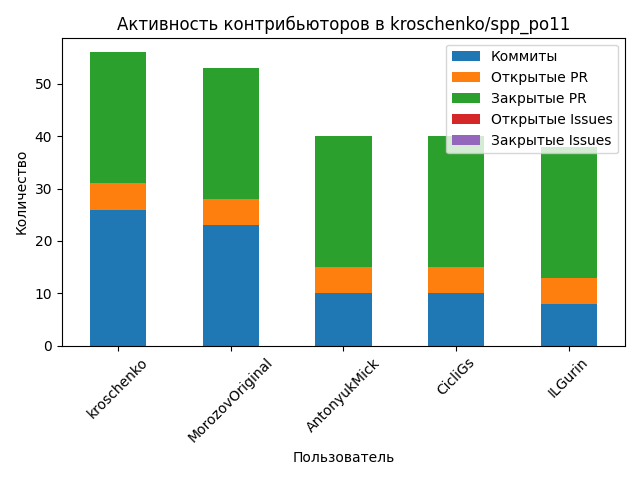 Активность контрибьюторов в kroschenko/spp_po11
Коммиты
Открытые PR
Закрытые PR
Открытые Issues
Закрытые Issues
Количество
50
40
30
20
10
0
kroschenko
MorozovOriginal
AntonyukMick
CicliGs
ILGurin
Пользователь